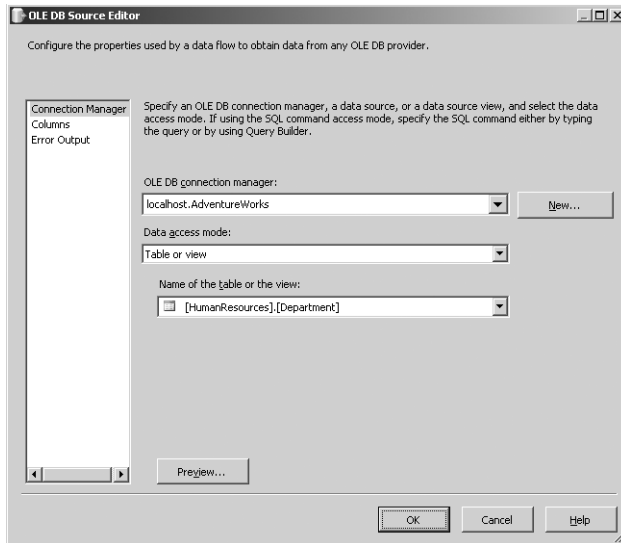 OLE DB Source Editor
Configure the properties used by a data flow to obtain data from any OLE DB provider.
Connection Manager
Columns
Error Output
Specify an OLE DB connection manager, a data source, or a data source view, and select the data
access mode. If using the SQL command access mode, specify the SQL command either by typing
the query or by using Query Builder.
OLE DB connection manager:
localhost.AdventureWorks
New...
Data access mode:
Table or view
Name of the table or the view:
[HumanResources].[Department]
Preview...
OK
Cancel
Help